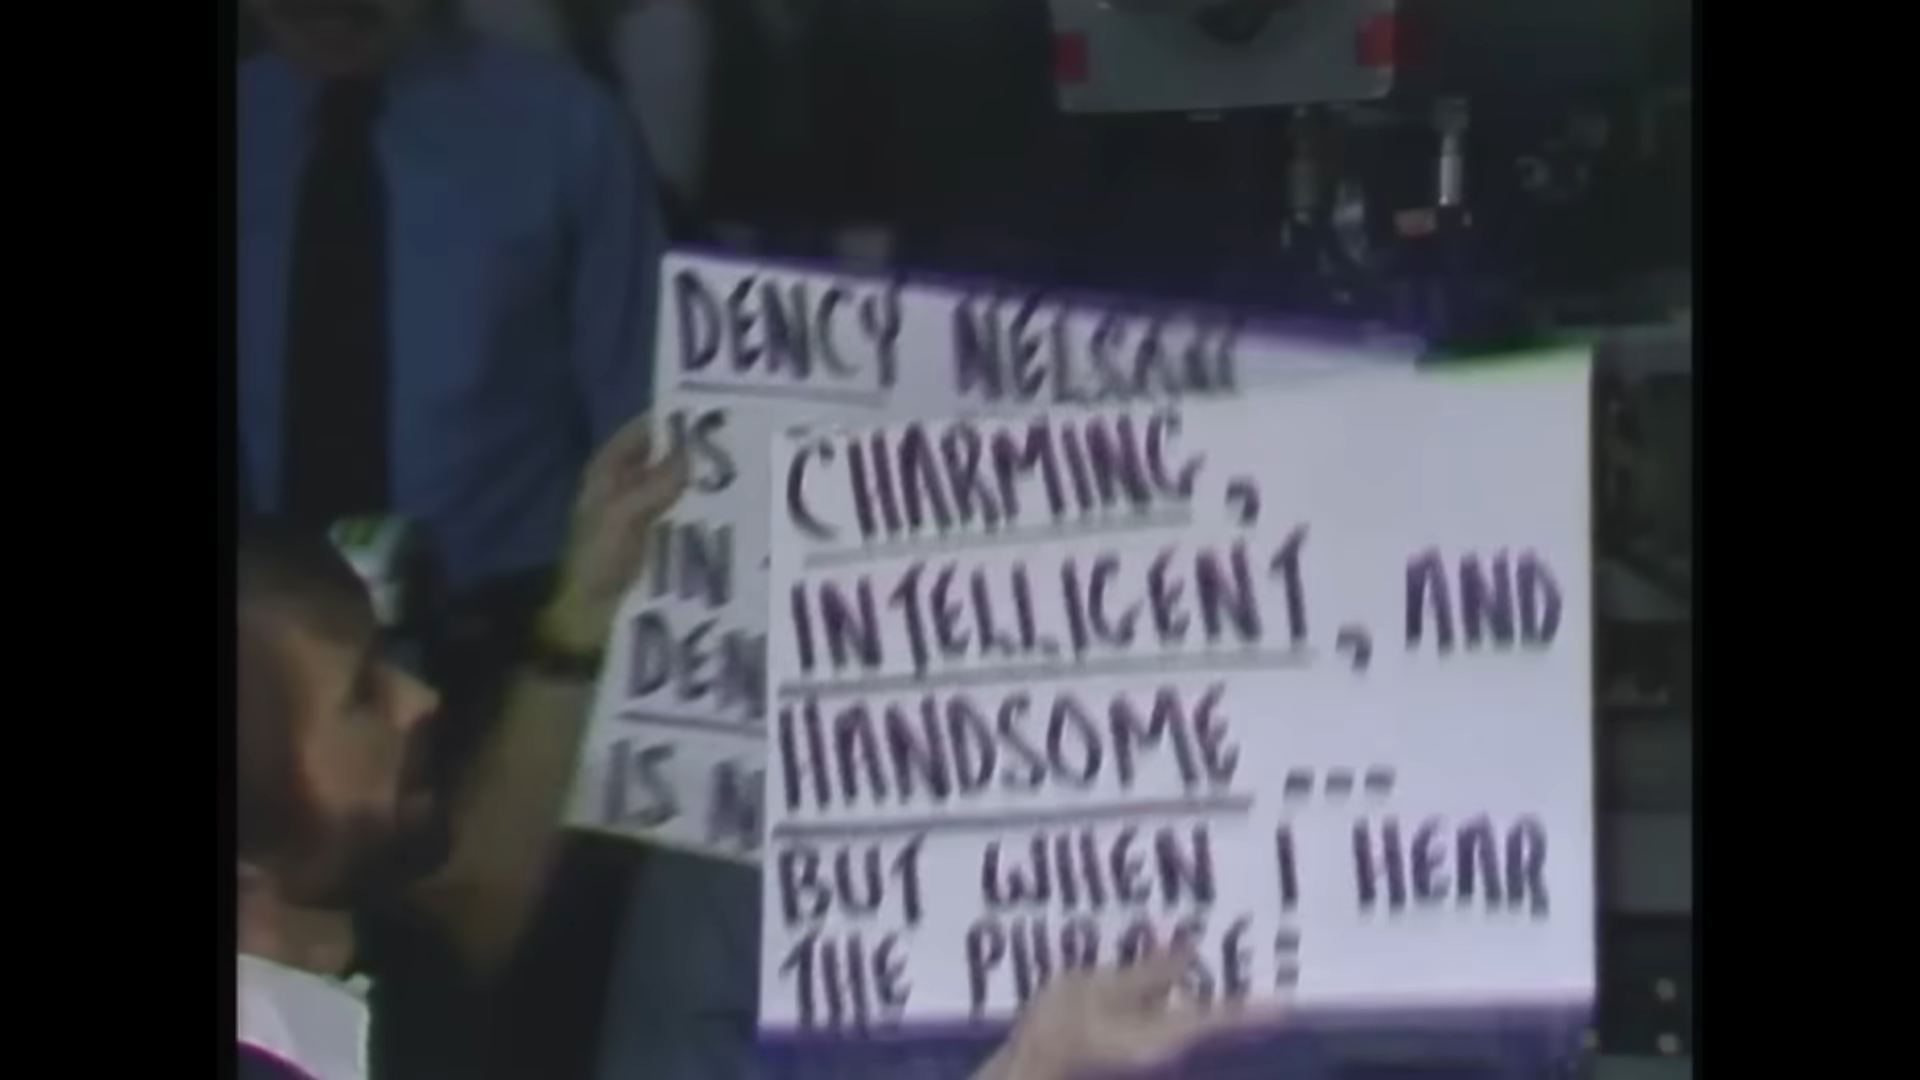 DENCY NELSON
IS
IN
DEN
IS N
CHARMING,
INTELLIGENT, AND
HANDSOME ---
BUT WHEN I HEAR
THE PHRASE: